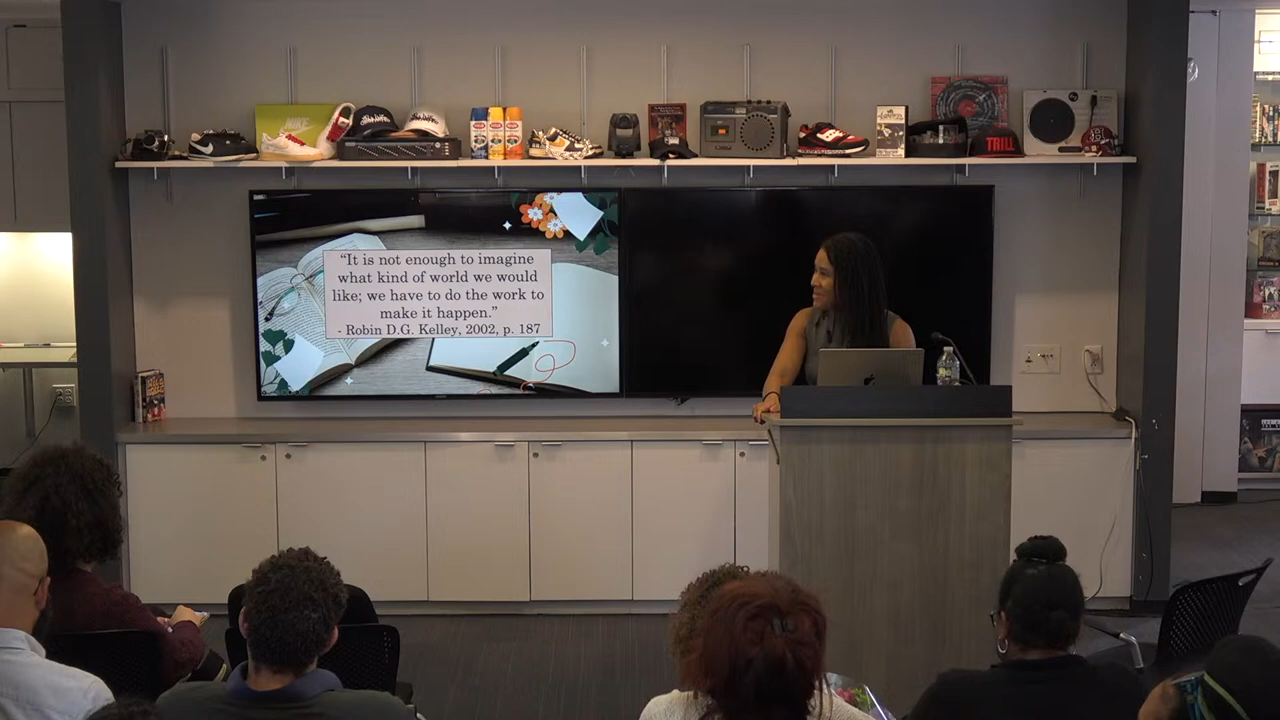 NIKE
TRILL
“It is not enough to imagine
what kind of world we would
like; we have to do the work to
make it happen.”
- Robin D.G. Kelley, 2002, p. 187